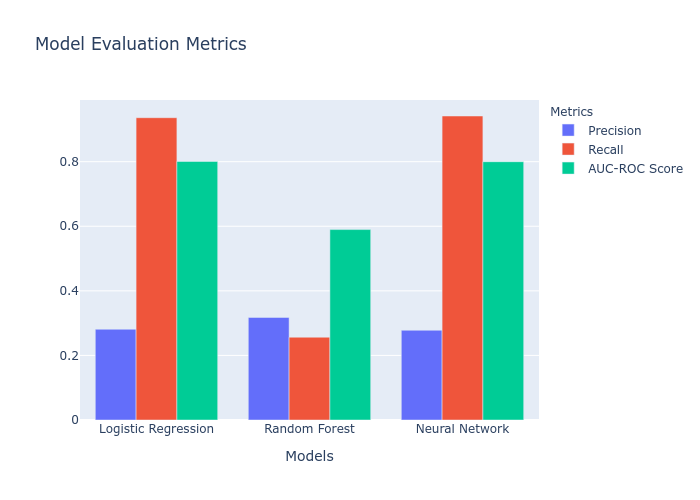 Model Evaluation Metrics
Metrics
Precision
Recall
AUC-ROC Score
0.8
0.6
0.4
0.2
0
Logistic Regression
Random Forest
Neural Network
Models